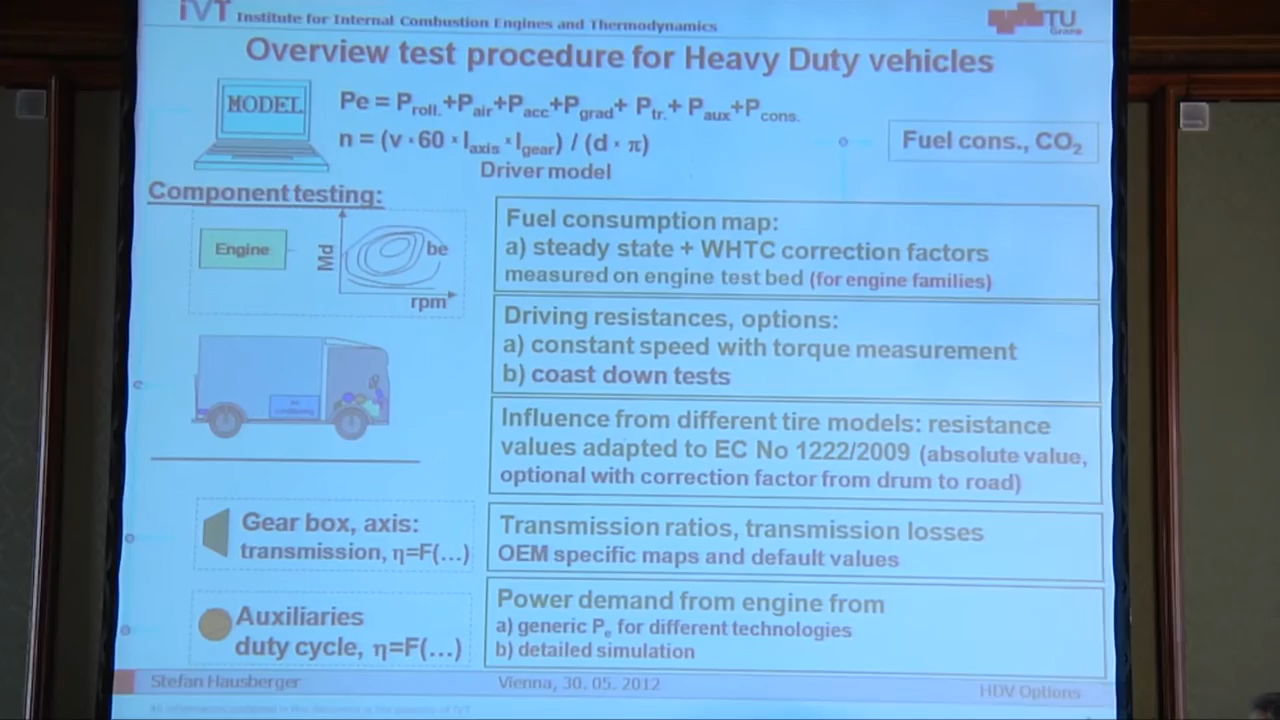 iVT Institute for Internal Combustion Engines and Thermodynamics
TU
Graz
Overview test procedure for Heavy Duty vehicles
MODEL
Pe = Proll.+Pair+Pacc+Pgrad+ Ptr.+ Paux+Pcons.
n = (v · 60 · Iaxis · Igear) / (d · π)
Driver model
Fuel cons., CO2
Component testing:
Engine
Md
be
rpm
Fuel consumption map:
a) steady state + WHTC correction factors
measured on engine test bed (for engine families)
Driving resistances, options:
a) constant speed with torque measurement
b) coast down tests
Influence from different tire models: resistance
values adapted to EC No 1222/2009 (absolute value,
optional with correction factor from drum to road)
Gear box, axis:
transmission, η=F(...)
Transmission ratios, transmission losses
OEM specific maps and default values
Auxiliaries
duty cycle, η=F(...)
Power demand from engine from
a) generic Pe for different technologies
b) detailed simulation
Stefan Hausberger
Vienna, 30. 05. 2012
HDV Options